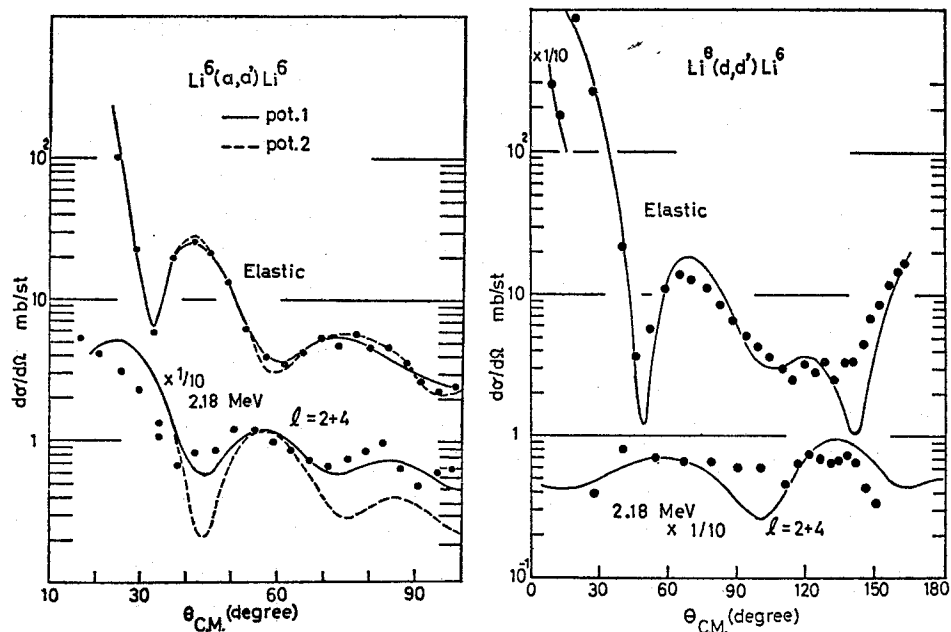 Li⁶(α,α')Li⁶
pot.1
pot.2
10²
Elastic
10
x 1/10
2.18 MeV
ℓ = 2+4
1
dσ/dΩ mb/st
10 30 60 90
θC.M. (degree)
x 1/10
Li⁸(d,d')Li⁶
10²
Elastic
10
1
2.18 MEV
x 1/10
ℓ = 2+4
10⁻¹
dσ/dΩ mb/st
0 30 60 90 120 150 180
θC.M. (degree)